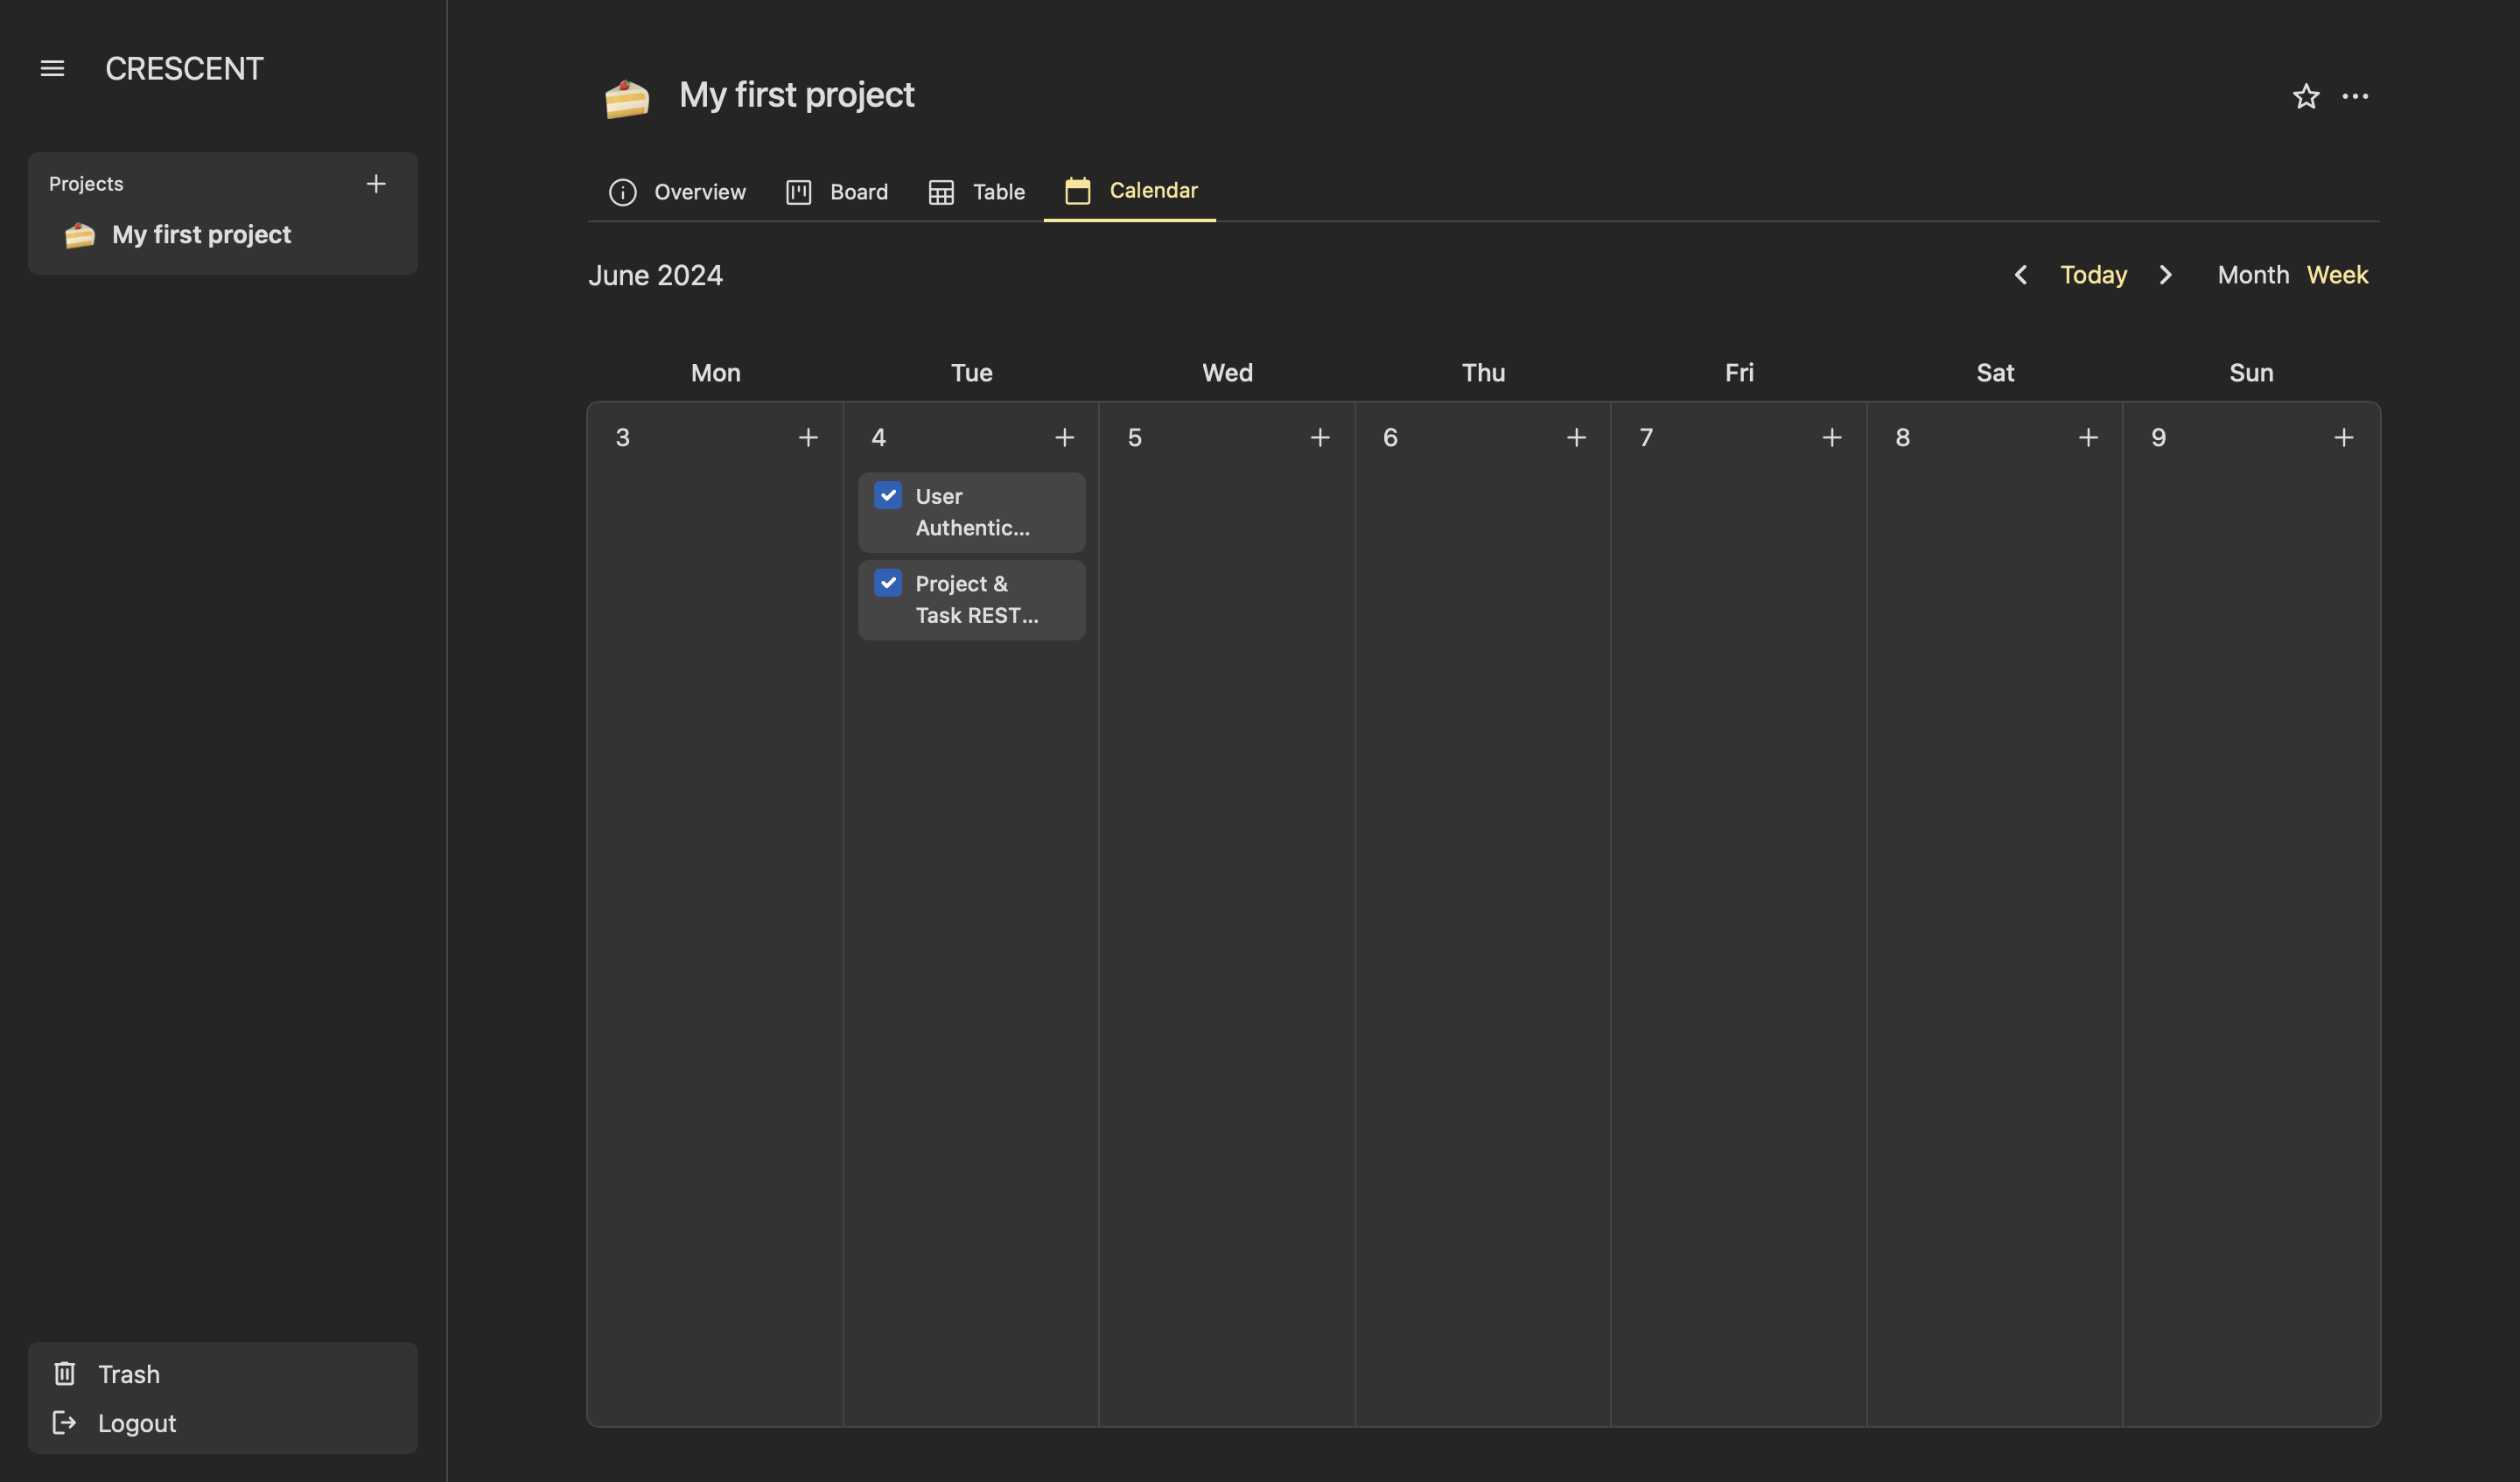 CRESCENT
Projects
My first project
Trash
Logout
My first project
Overview Board Table Calendar
June 2024
Today Month Week
Mon Tue Wed Thu Fri Sat Sun
3 4 5 6 7 8 9
User
Authentic...
Project &
Task REST...